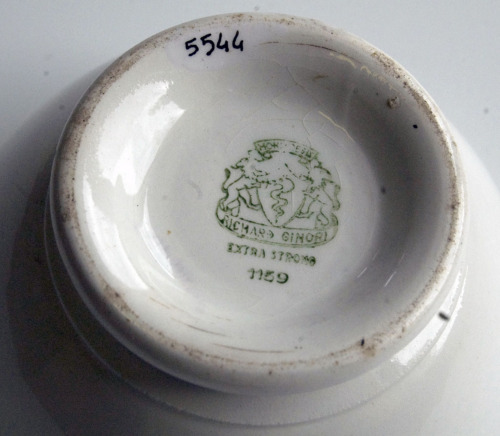 5544
RICHARD GINORI
EXTRA STRONG
1159